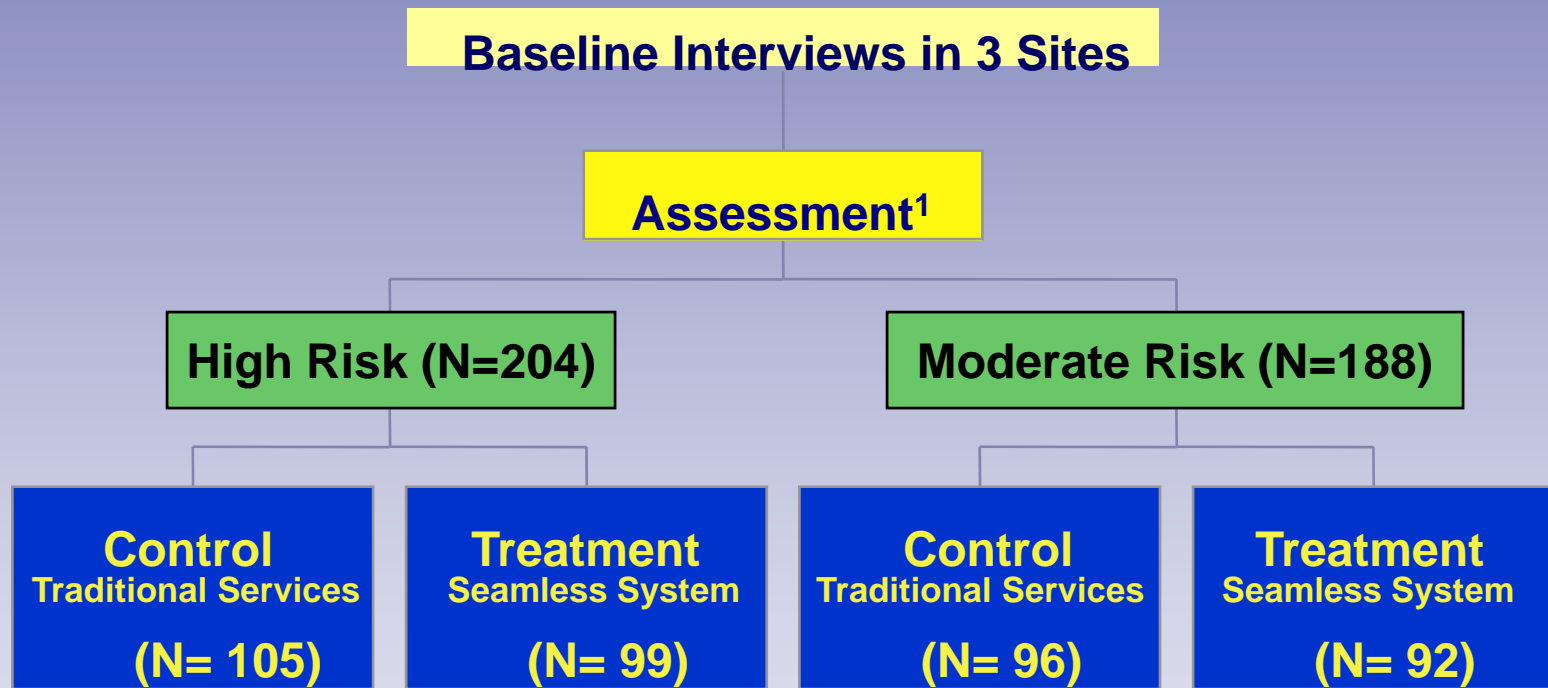 Baseline Interviews in 3 Sites
Assessment¹
High Risk (N=204)
Moderate Risk (N=188)
Control
Traditional Services
(N= 105)
Treatment
Seamless System
(N= 99)
Control
Traditional Services
(N= 96)
Treatment
Seamless System
(N= 92)